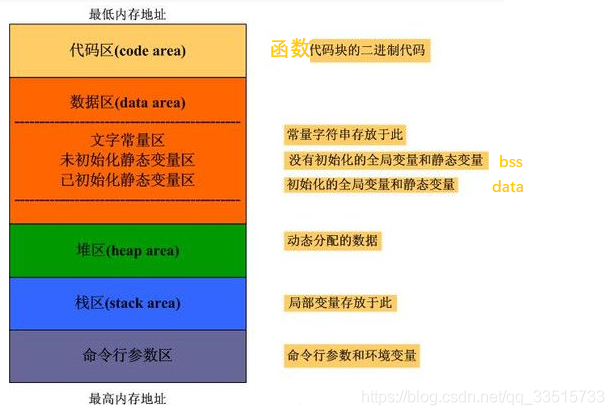 最低内存地址
代码区(code area)
函数代码块的二进制代码
数据区(data area)
文字常量区
常量字符串存放于此
未初始化静态变量区
没有初始化的全局变量和静态变量 bss
已初始化静态变量区
初始化的全局变量和静态变量 data
堆区(heap area)
动态分配的数据
栈区(stack area)
局部变量存放于此
命令行参数区
命令行参数和环境变量
最高内存地址
https://blog.csdn.net/qq_33515733